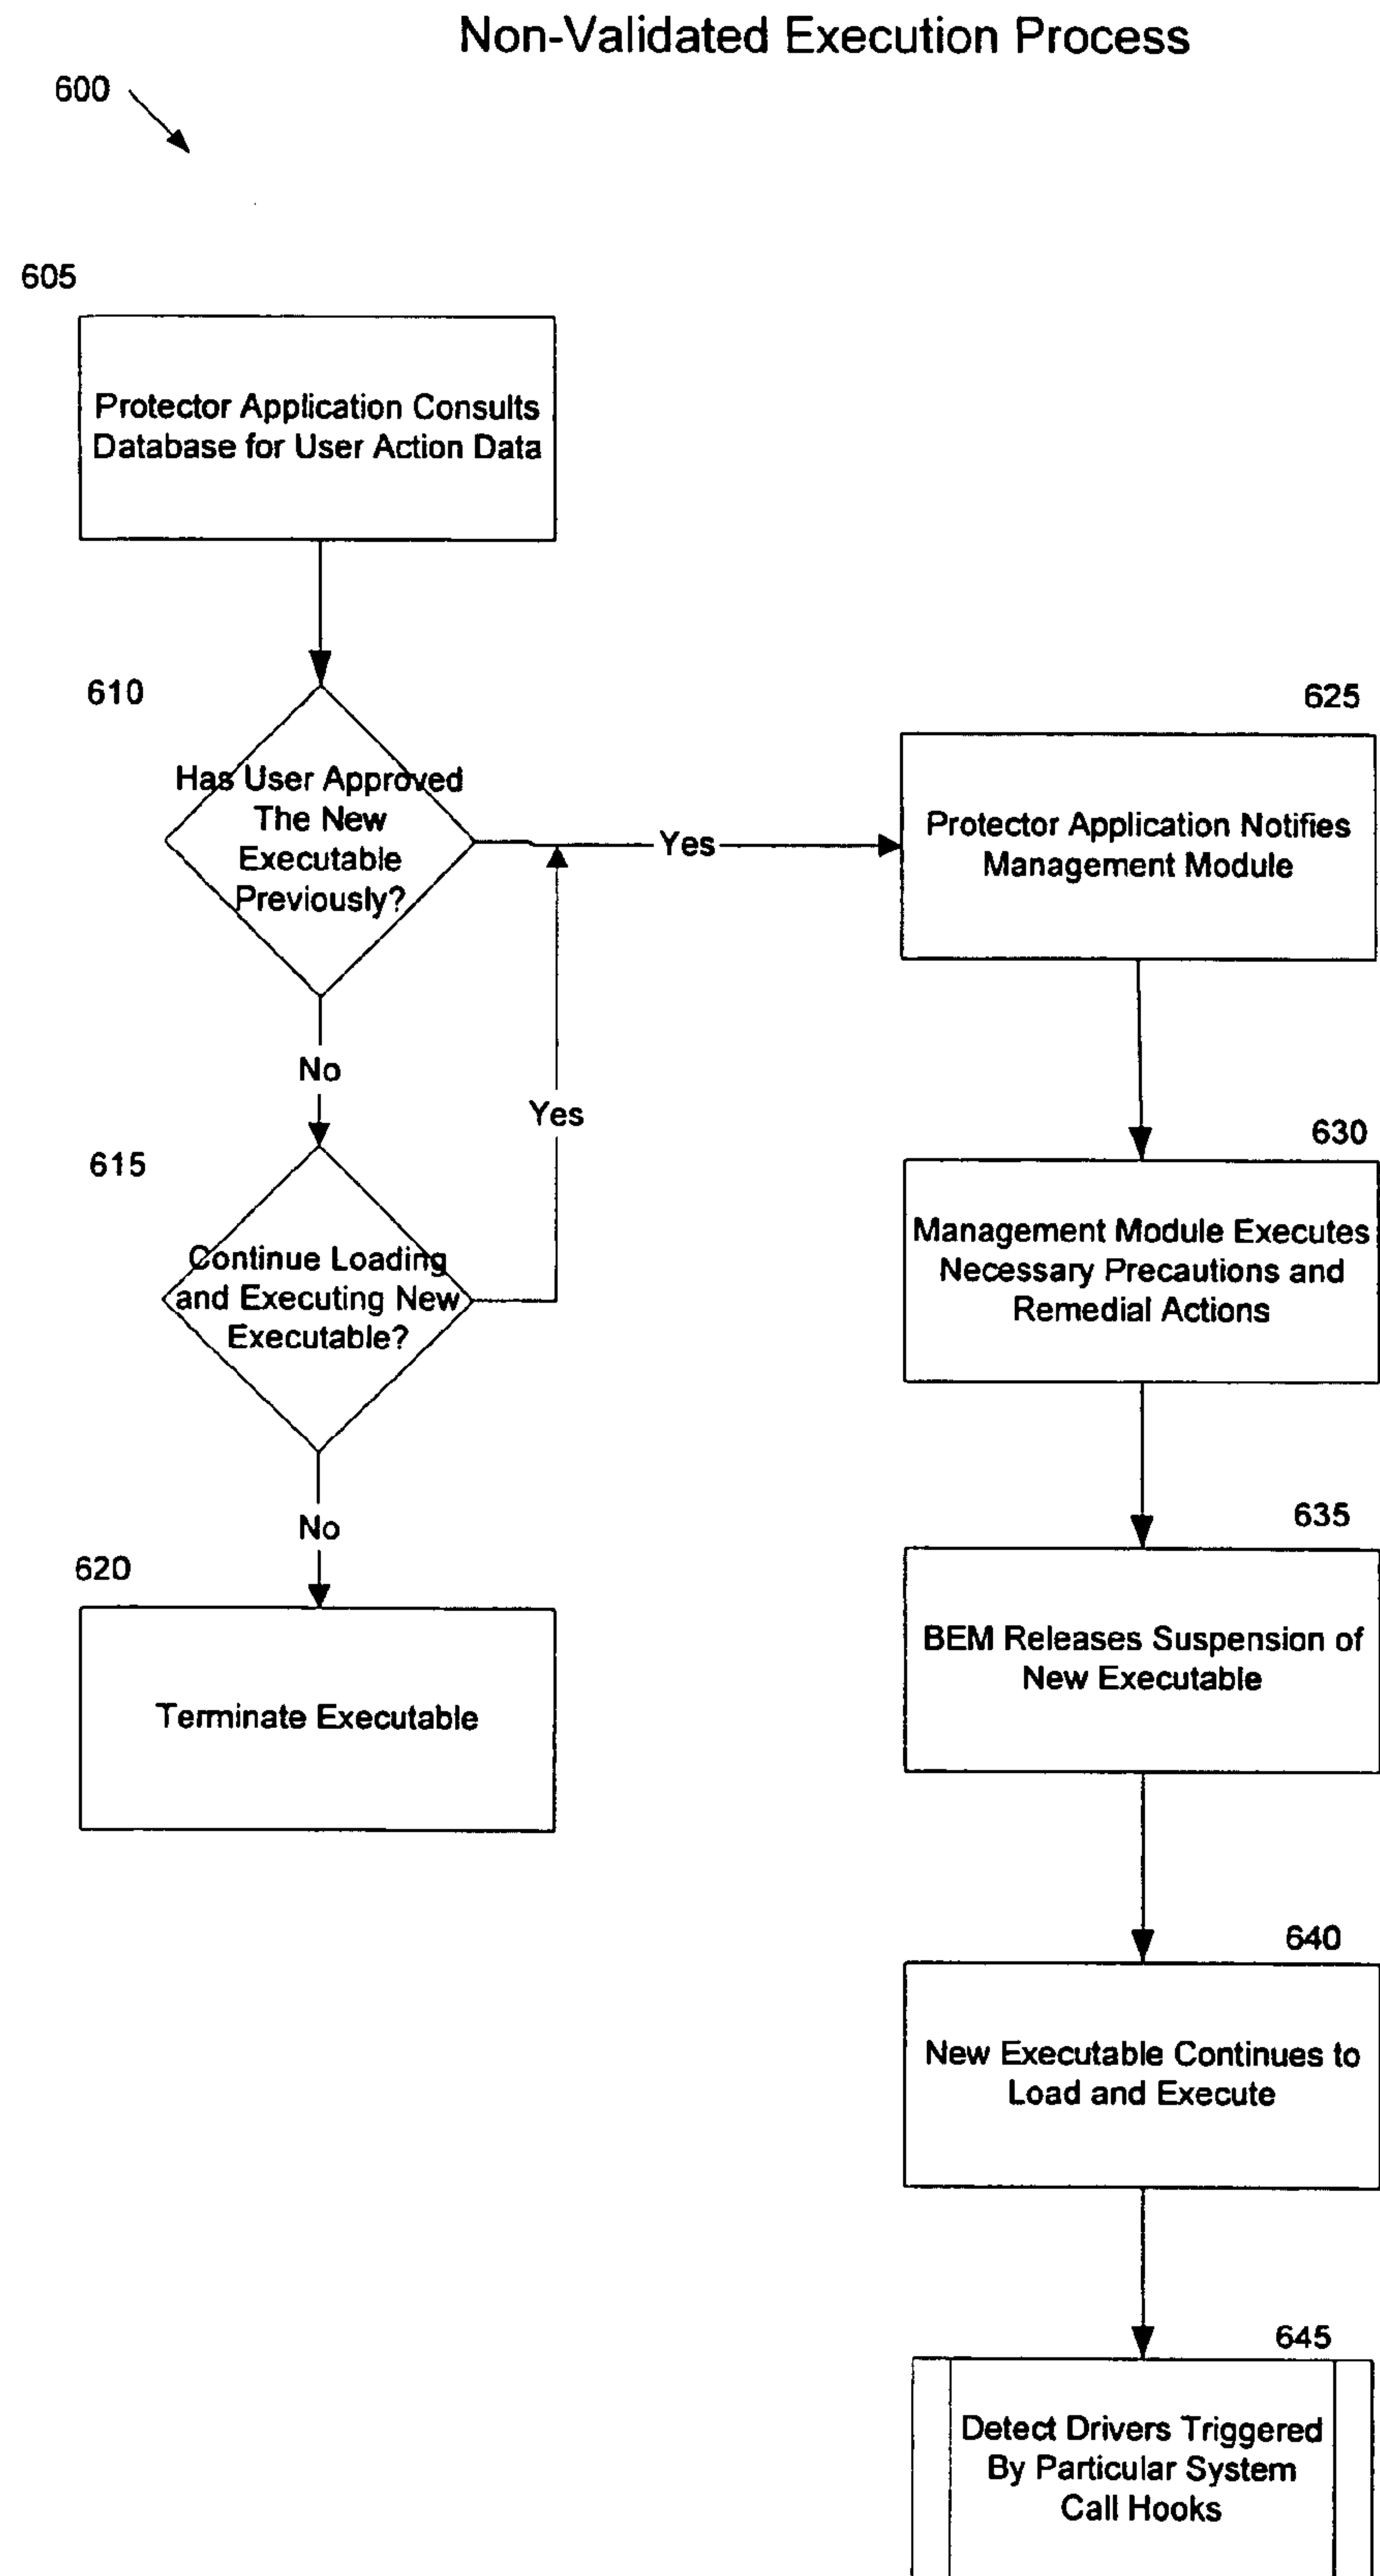 Non-Validated Execution Process
600
605
Protector Application Consults
Database for User Action Data
610
Has User Approved
The New
Executable
Previously?
Yes
No
Yes
615
Continue Loading
and Executing New
Executable?
No
620
Terminate Executable
625
Protector Application Notifies
Management Module
630
Management Module Executes
Necessary Precautions and
Remedial Actions
635
BEM Releases Suspension of
New Executable
640
New Executable Continues to
Load and Execute
645
Detect Drivers Triggered
By Particular System
Call Hooks